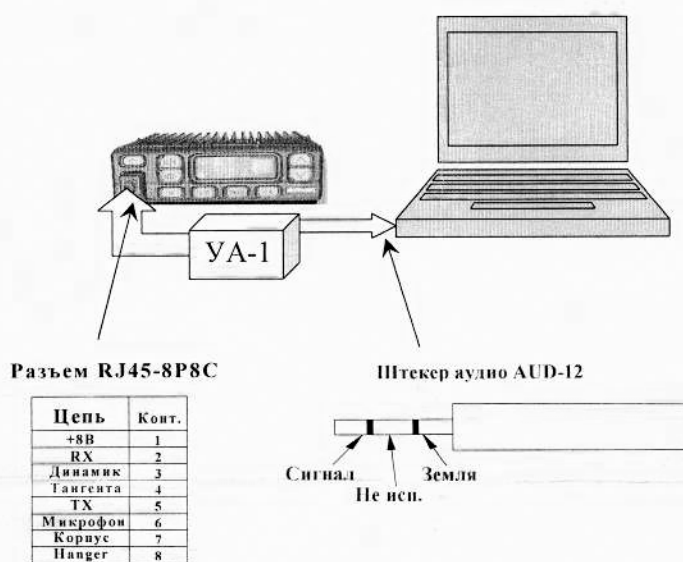 УА-1
Разъем RJ45-8P8C
Штекер аудио AUD-12
Цепь Конт.
+8В 1
RX 2
Динамик 3
Тангента 4
TX 5
Микрофон 6
Корпус 7
Hanger 8
Сигнал
Не исп.
Земля